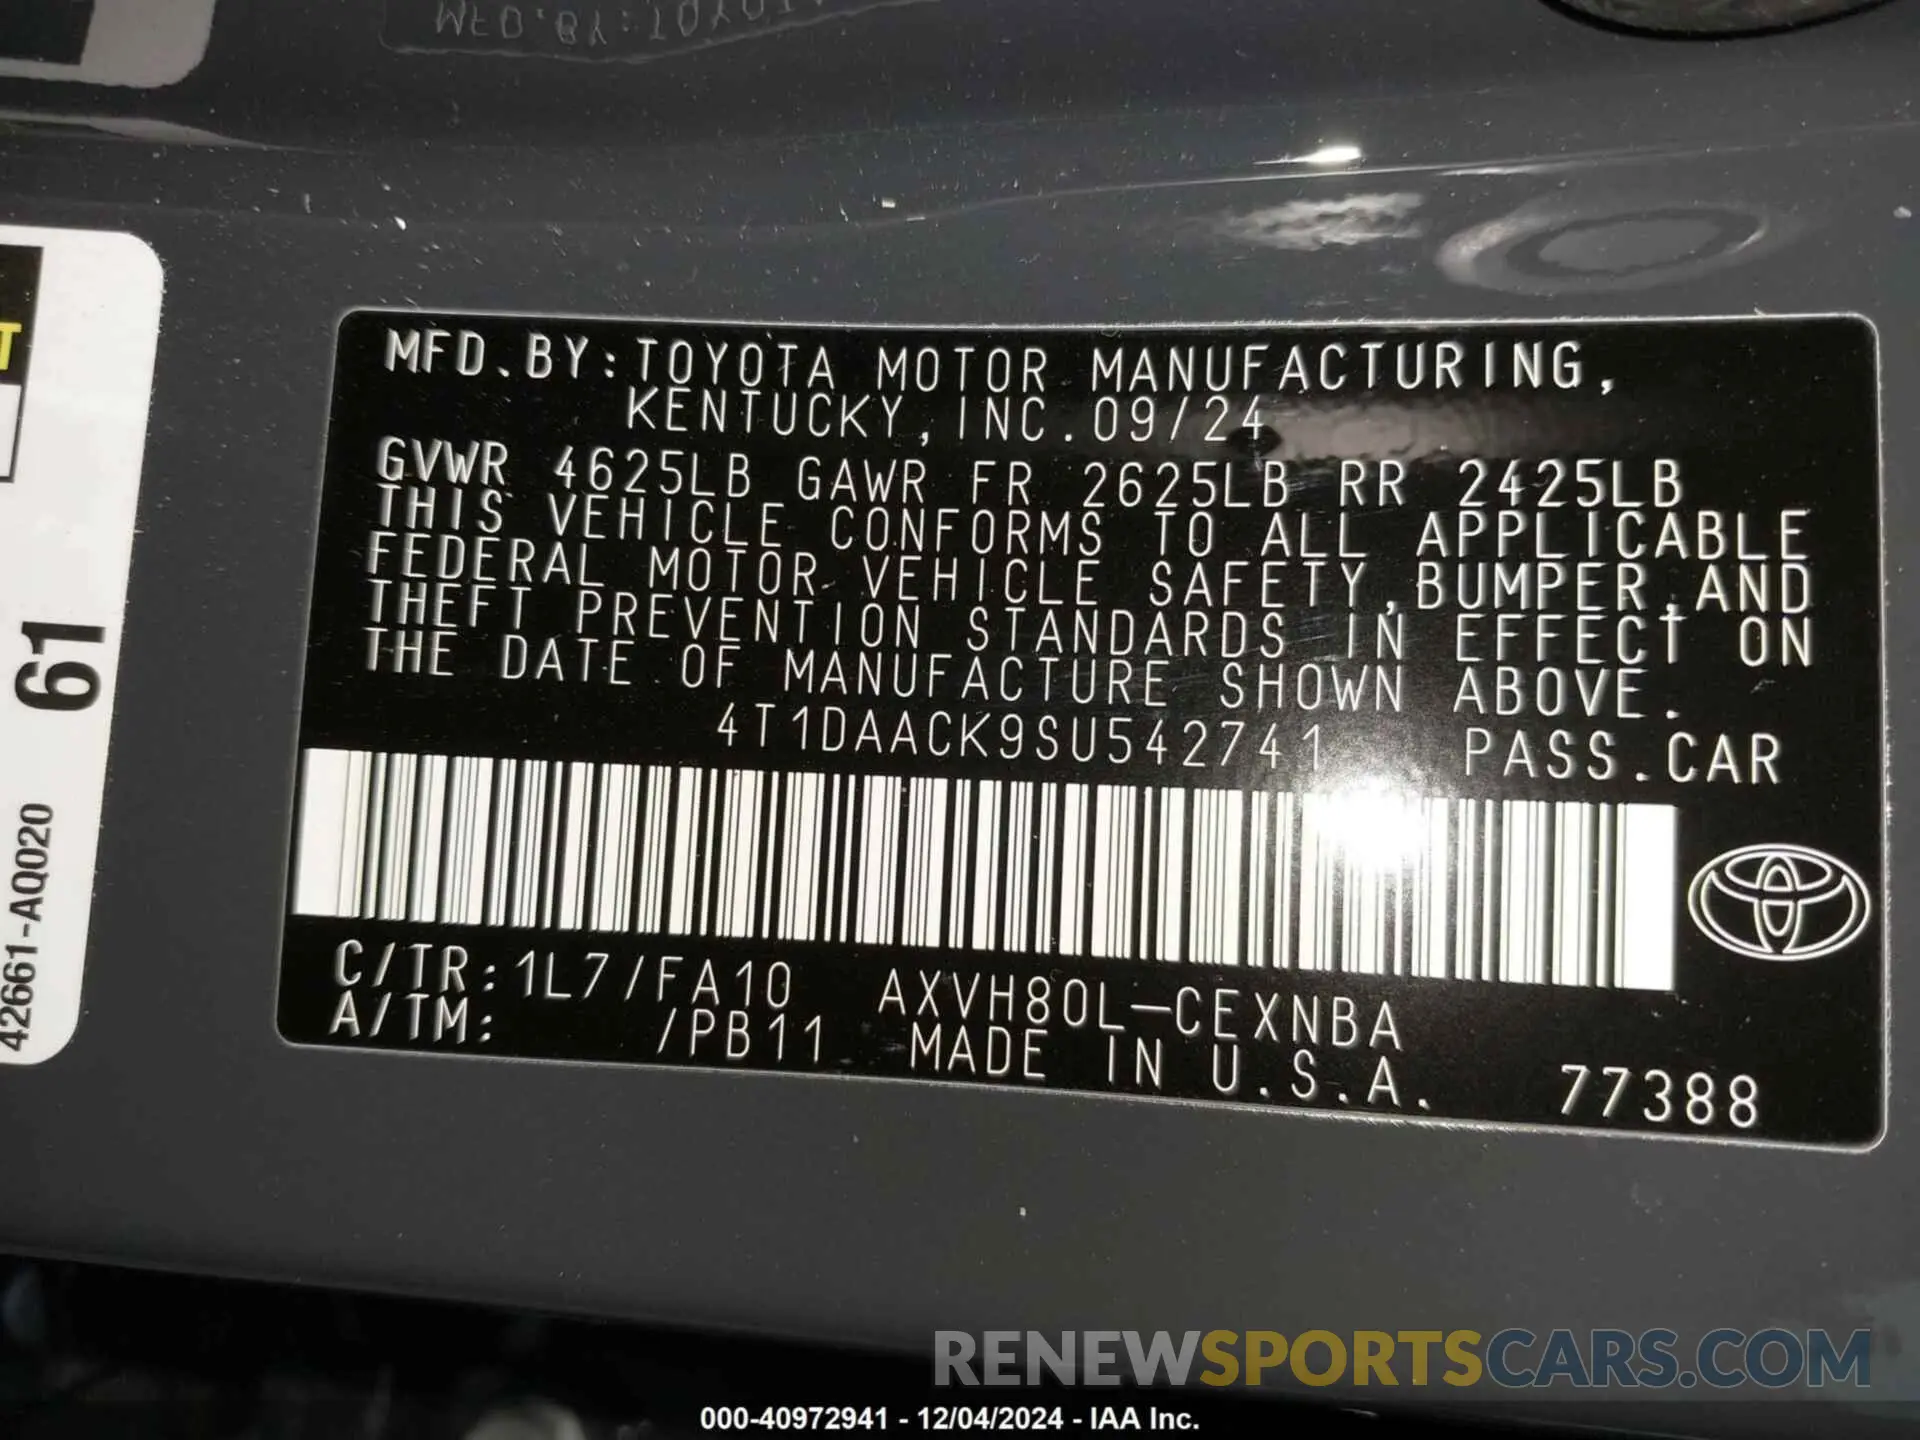 MFD.BY:TOYOT
T
61
42661-AQ020
MFD.BY:TOYOTA MOTOR MANUFACTURING,
KENTUCKY,INC.09/24
GVWR 4625LB GAWR FR 2625LB RR 2425LB
THIS VEHICLE CONFORMS TO ALL APPLICABLE
FEDERAL MOTOR VEHICLE SAFETY,BUMPER,AND
THEFT PREVENTION STANDARDS IN EFFECT ON
THE DATE OF MANUFACTURE SHOWN ABOVE.
4T1DAACK9SU542741 PASS.CAR
C/TR:1L7/FA10 AXVH80L-CEXNBA
A/TM: /PB11 MADE IN U.S.A. 77388
RENEWSPORTSCARS.COM
000-40972941 - 12/04/2024 - IAA Inc.